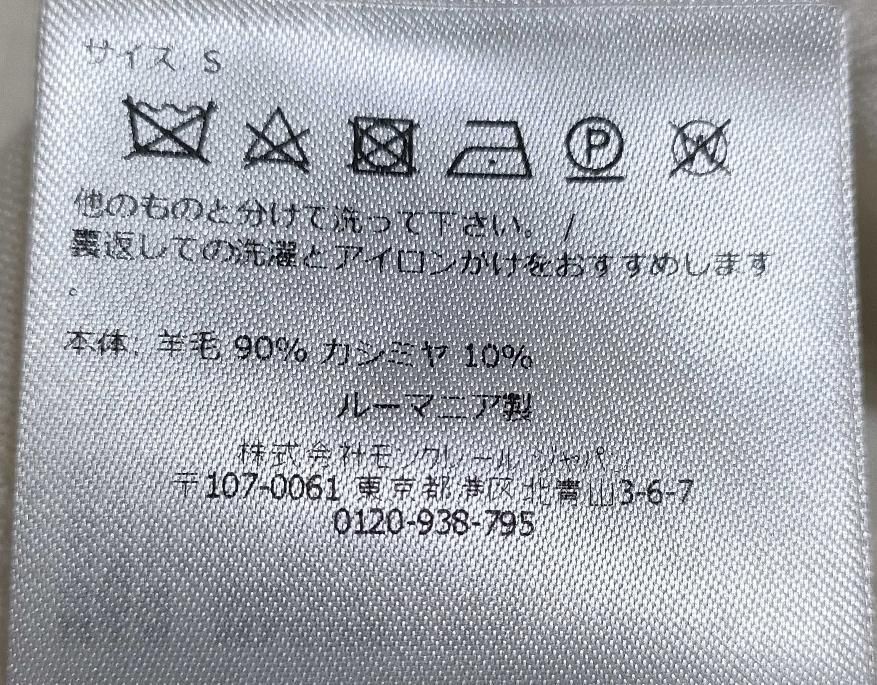 サイズ S
P
W
他のものと分けて洗って下さい。 /
裏返しての洗濯とアイロンがけをおすすめします
。
本体: 羊毛 90% カシミヤ 10%
ルーマニア製
株式会社モンクレール ジャパン
〒107-0061 東京都港区北青山3-6-7
0120-938-795